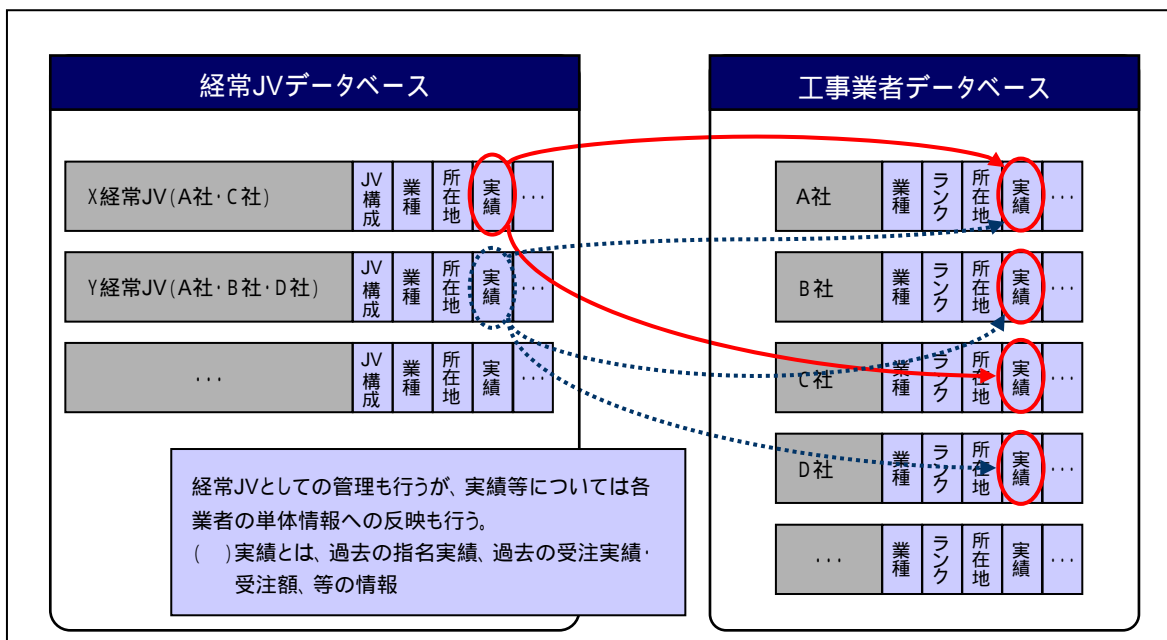 経常JVデータベース
X経常JV(A社・C社) JV構成 業種 所在地 実績 ...
Y経常JV(A社・B社・D社) JV構成 業種 所在地 実績 ...
... JV構成 業種 所在地 実績 ...
経常JVとしての管理も行うが、実績等については各
業者の単体情報への反映も行う。
( )実績とは、過去の指名実績、過去の受注実績・
受注額、等の情報
工事業者データベース
A社 業種 ランク 所在地 実績 ...
B社 業種 ランク 所在地 実績 ...
C社 業種 ランク 所在地 実績 ...
D社 業種 ランク 所在地 実績 ...
... 業種 ランク 所在地 実績 ...